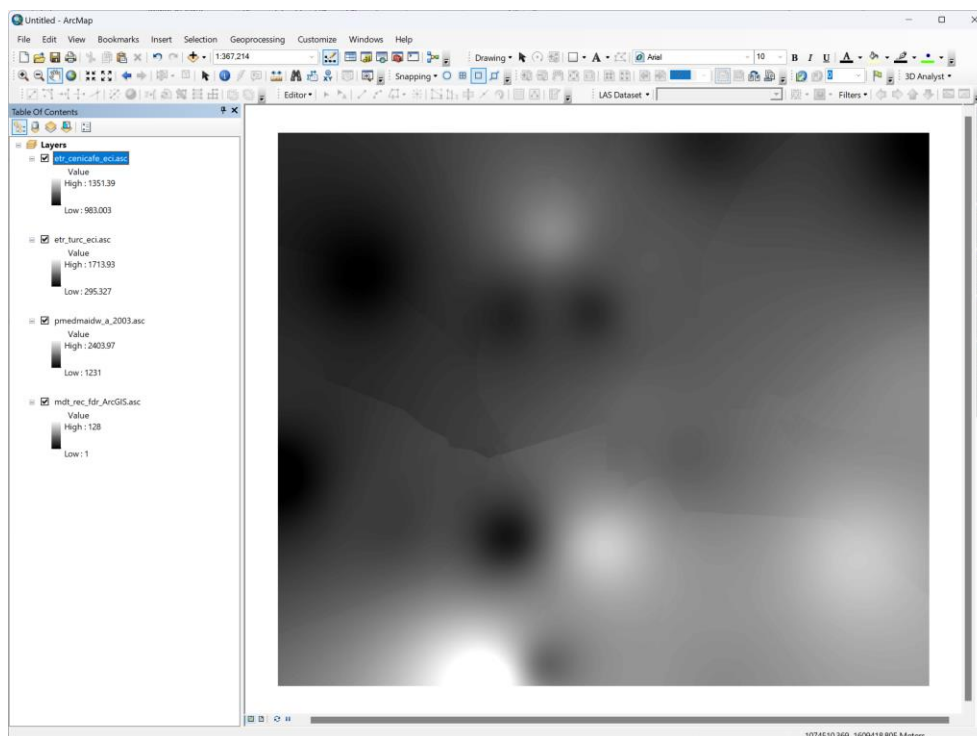 Untitled - ArcMap
File Edit View Bookmarks Insert Selection Geoprocessing Customize Windows Help
1:367,214 Drawing Arial 10 B I U A
Snapping 3D Analyst
Editor LAS Dataset Filters
Table Of Contents
Layers
etr_cenicafe_eci.asc
Value
High : 1351.39
Low : 983.003
etr_turc_eci.asc
Value
High : 1713.93
Low : 295.327
pmedmaidw_a_2003.asc
Value
High : 2403.97
Low : 1231
mdt_rec_fdr_ArcGIS.asc
Value
High : 128
Low : 1
1074510.369 1609418.805 Meters